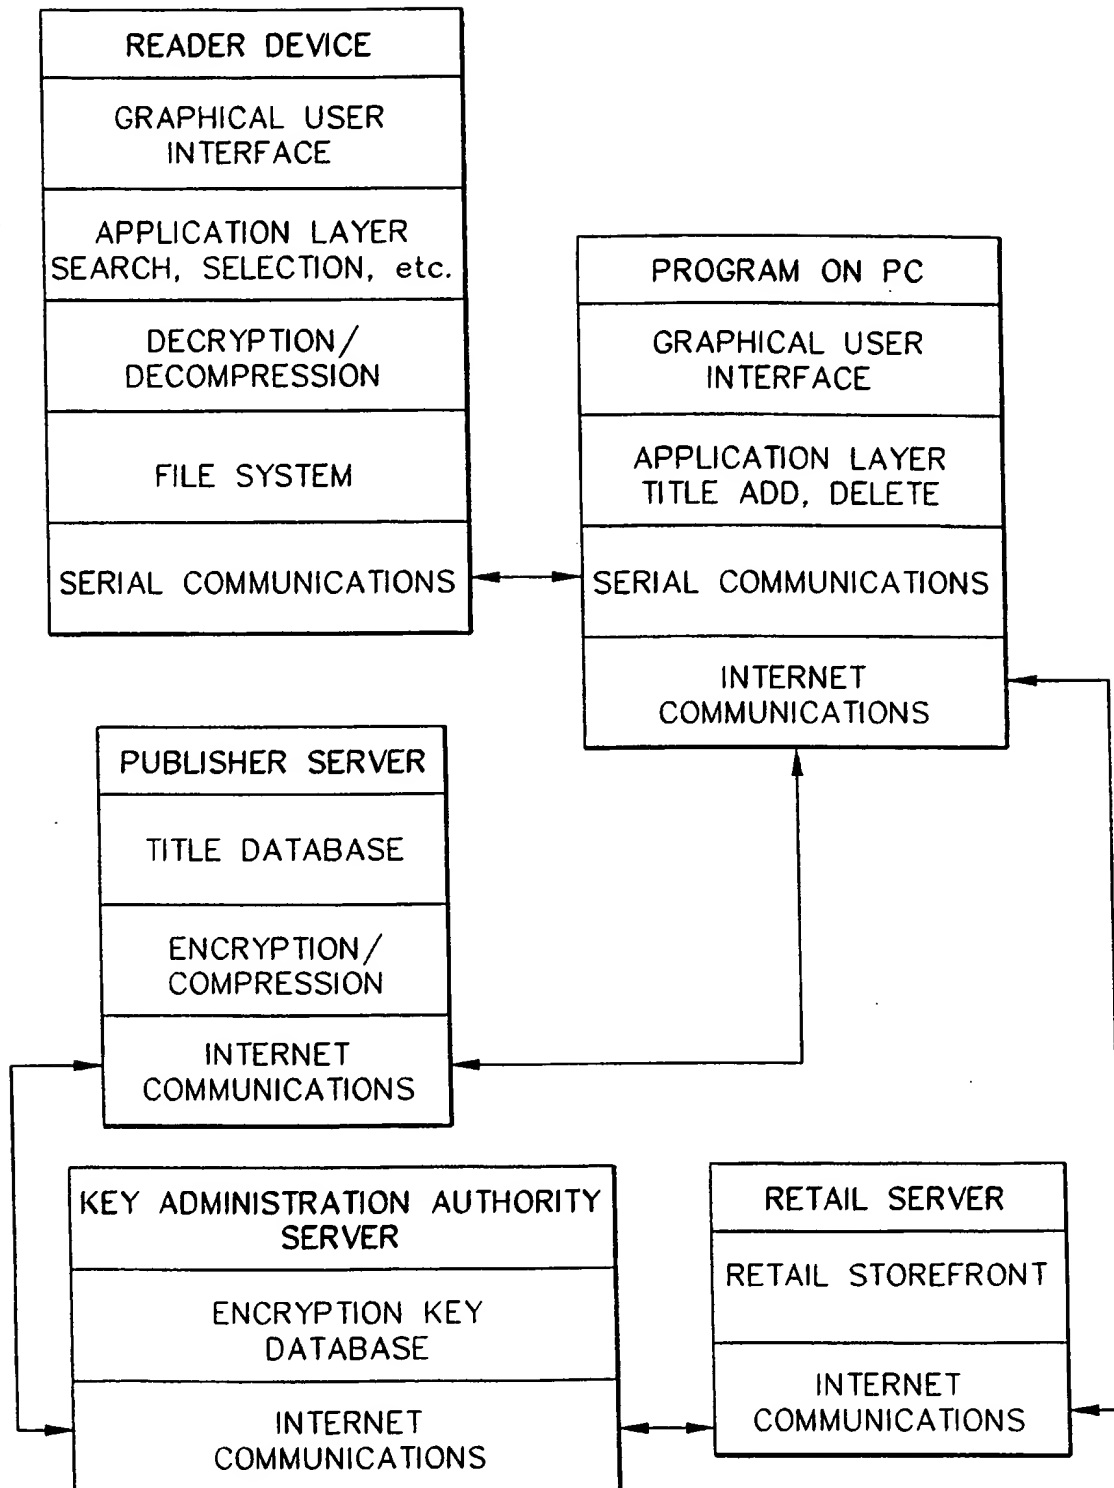 READER DEVICE
GRAPHICAL USER
INTERFACE
APPLICATION LAYER
SEARCH, SELECTION, etc.
DECRYPTION/
DECOMPRESSION
FILE SYSTEM
SERIAL COMMUNICATIONS
PROGRAM ON PC
GRAPHICAL USER
INTERFACE
APPLICATION LAYER
TITLE ADD, DELETE
SERIAL COMMUNICATIONS
INTERNET
COMMUNICATIONS
PUBLISHER SERVER
TITLE DATABASE
ENCRYPTION/
COMPRESSION
INTERNET
COMMUNICATIONS
KEY ADMINISTRATION AUTHORITY
SERVER
ENCRYPTION KEY
DATABASE
INTERNET
COMMUNICATIONS
RETAIL SERVER
RETAIL STOREFRONT
INTERNET
COMMUNICATIONS